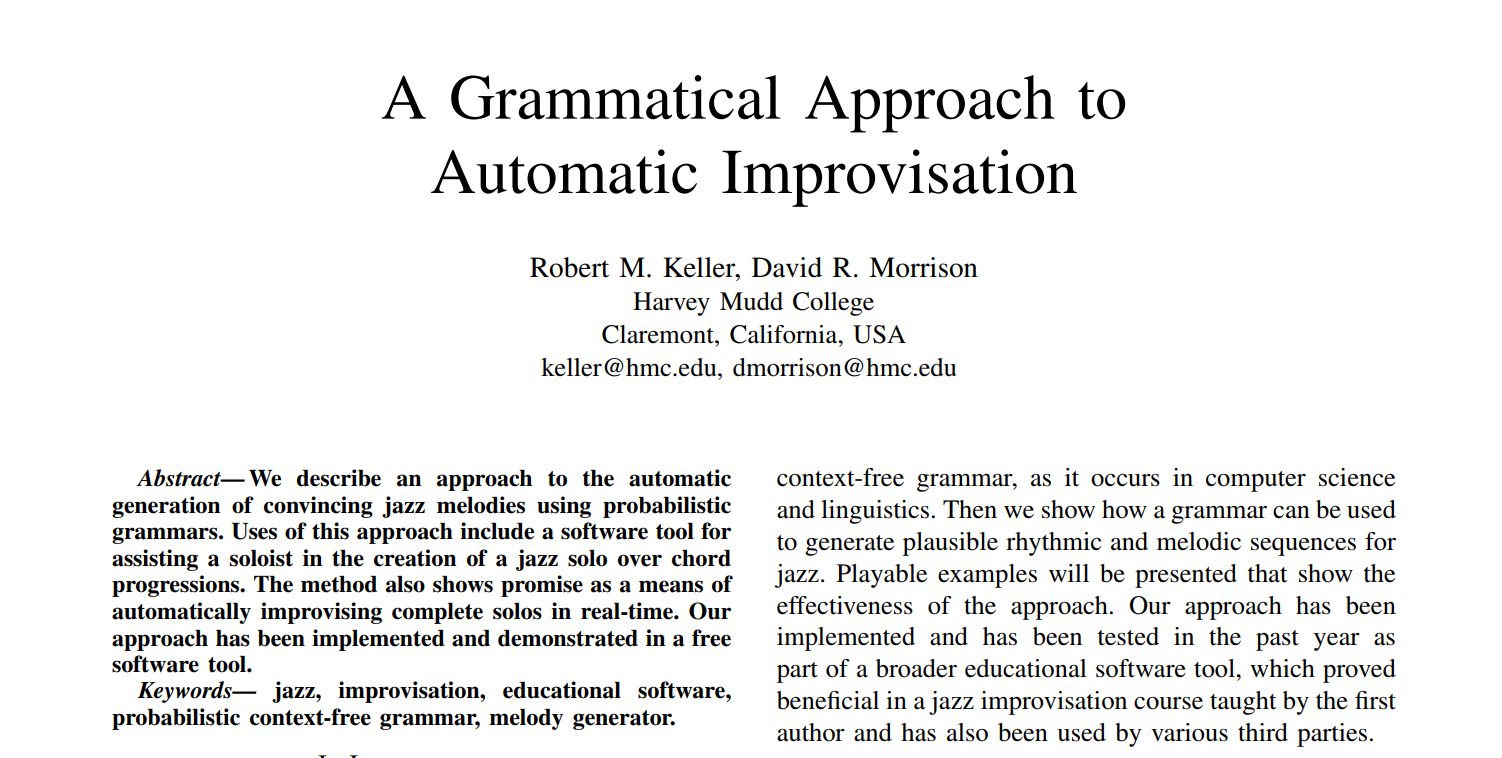 A Grammatical Approach to
Automatic Improvisation
Robert M. Keller, David R. Morrison
Harvey Mudd College
Claremont, California, USA
keller@hmc.edu, dmorrison@hmc.edu
Abstract—We describe an approach to the automatic
generation of convincing jazz melodies using probabilistic
grammars. Uses of this approach include a software tool for
assisting a soloist in the creation of a jazz solo over chord
progressions. The method also shows promise as a means of
automatically improvising complete solos in real-time. Our
approach has been implemented and demonstrated in a free
software tool.
Keywords— jazz, improvisation, educational software,
probabilistic context-free grammar, melody generator.
context-free grammar, as it occurs in computer science
and linguistics. Then we show how a grammar can be used
to generate plausible rhythmic and melodic sequences for
jazz. Playable examples will be presented that show the
effectiveness of the approach. Our approach has been
implemented and has been tested in the past year as
part of a broader educational software tool, which proved
beneficial in a jazz improvisation course taught by the first
author and has also been used by various third parties.